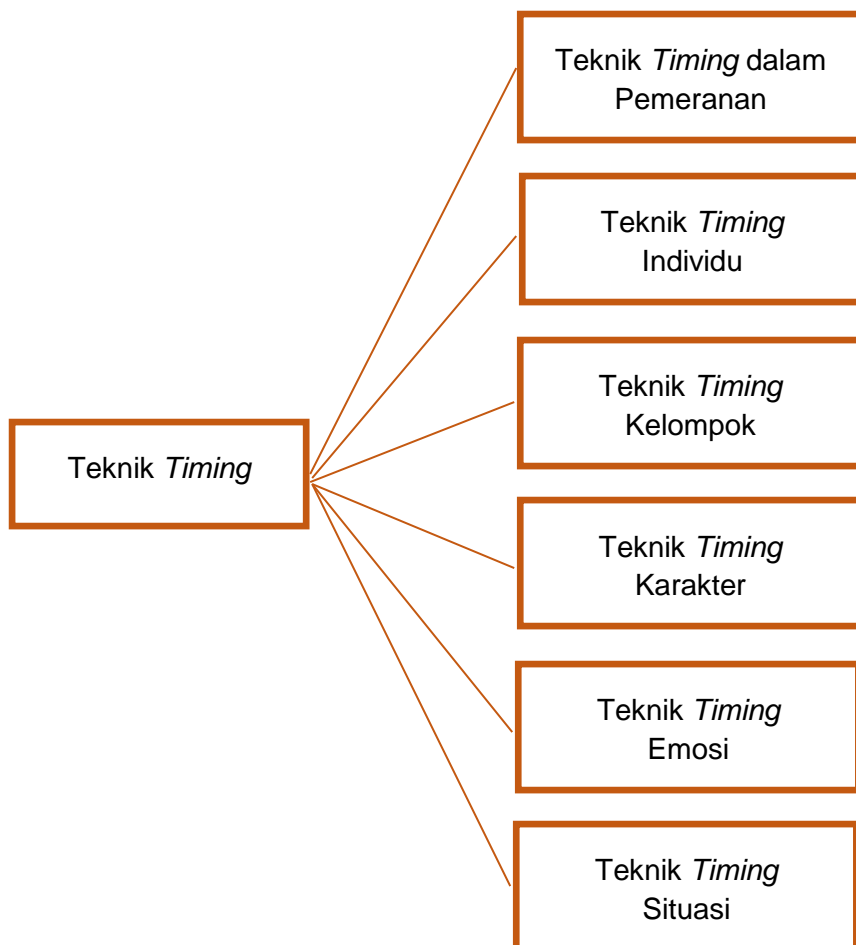 Teknik Timing dalam
Pemeranan
Teknik Timing
Individu
Teknik Timing
Kelompok
Teknik Timing
Teknik Timing
Karakter
Teknik Timing
Emosi
Teknik Timing
Situasi